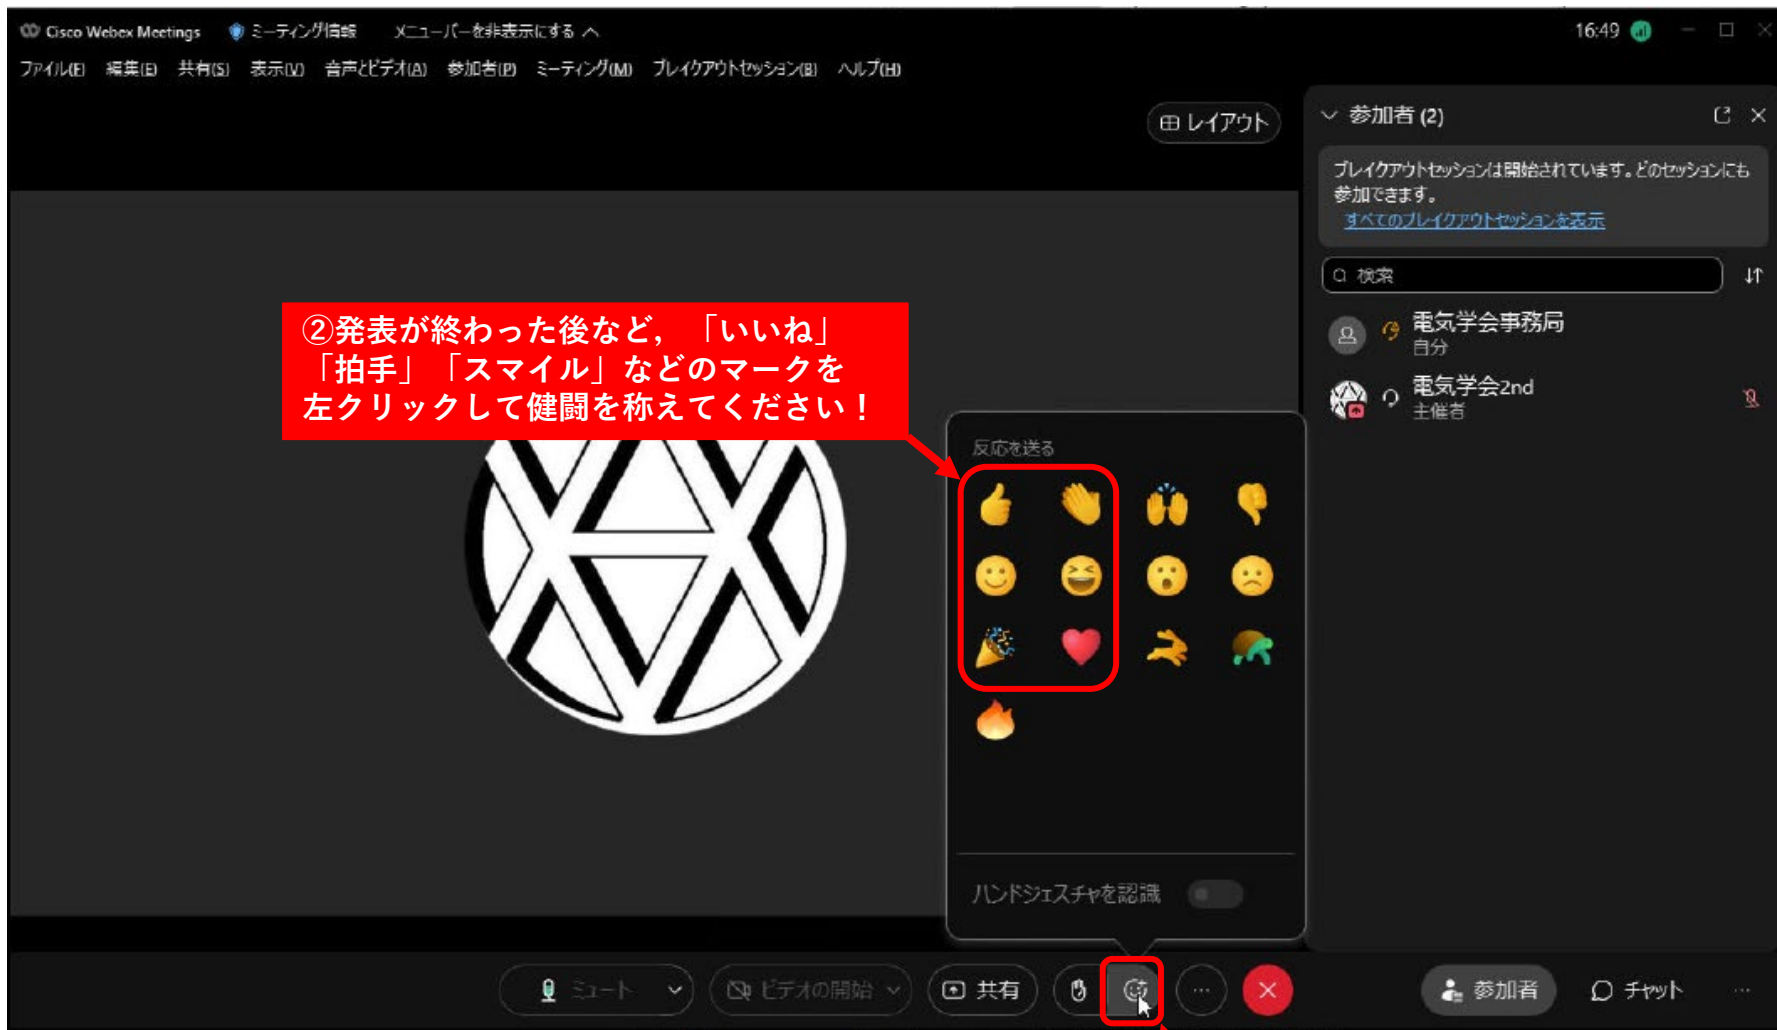 Cisco Webex Meetings ミーティング情報 メニューバーを非表示にする 16:49
ファイル(F) 編集(E) 共有(S) 表示(V) 音声とビデオ(A) 参加者(P) ミーティング(M) ブレイクアウトセッション(B) ヘルプ(H)
レイアウト
参加者 (2)
ブレイクアウトセッションは開始されています。どのセッションにも
参加できます。
すべてのブレイクアウトセッションを表示
検索
電気学会事務局
自分
電気学会2nd
主催者
②発表が終わった後など，「いいね」
「拍手」「スマイル」などのマークを
左クリックして健闘を称えてください！
反応を送る
ハンドジェスチャを認識
ミュート ビデオの開始 共有 参加者 チャット